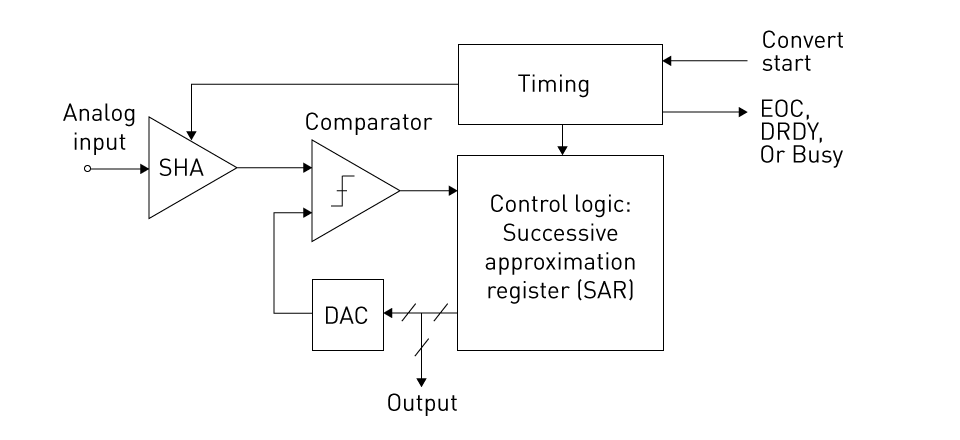 Convert
start
Timing
Analog
input
EOC,
DRDY,
Or Busy
Comparator
SHA
Control logic:
Successive
approximation
register (SAR)
DAC
Output